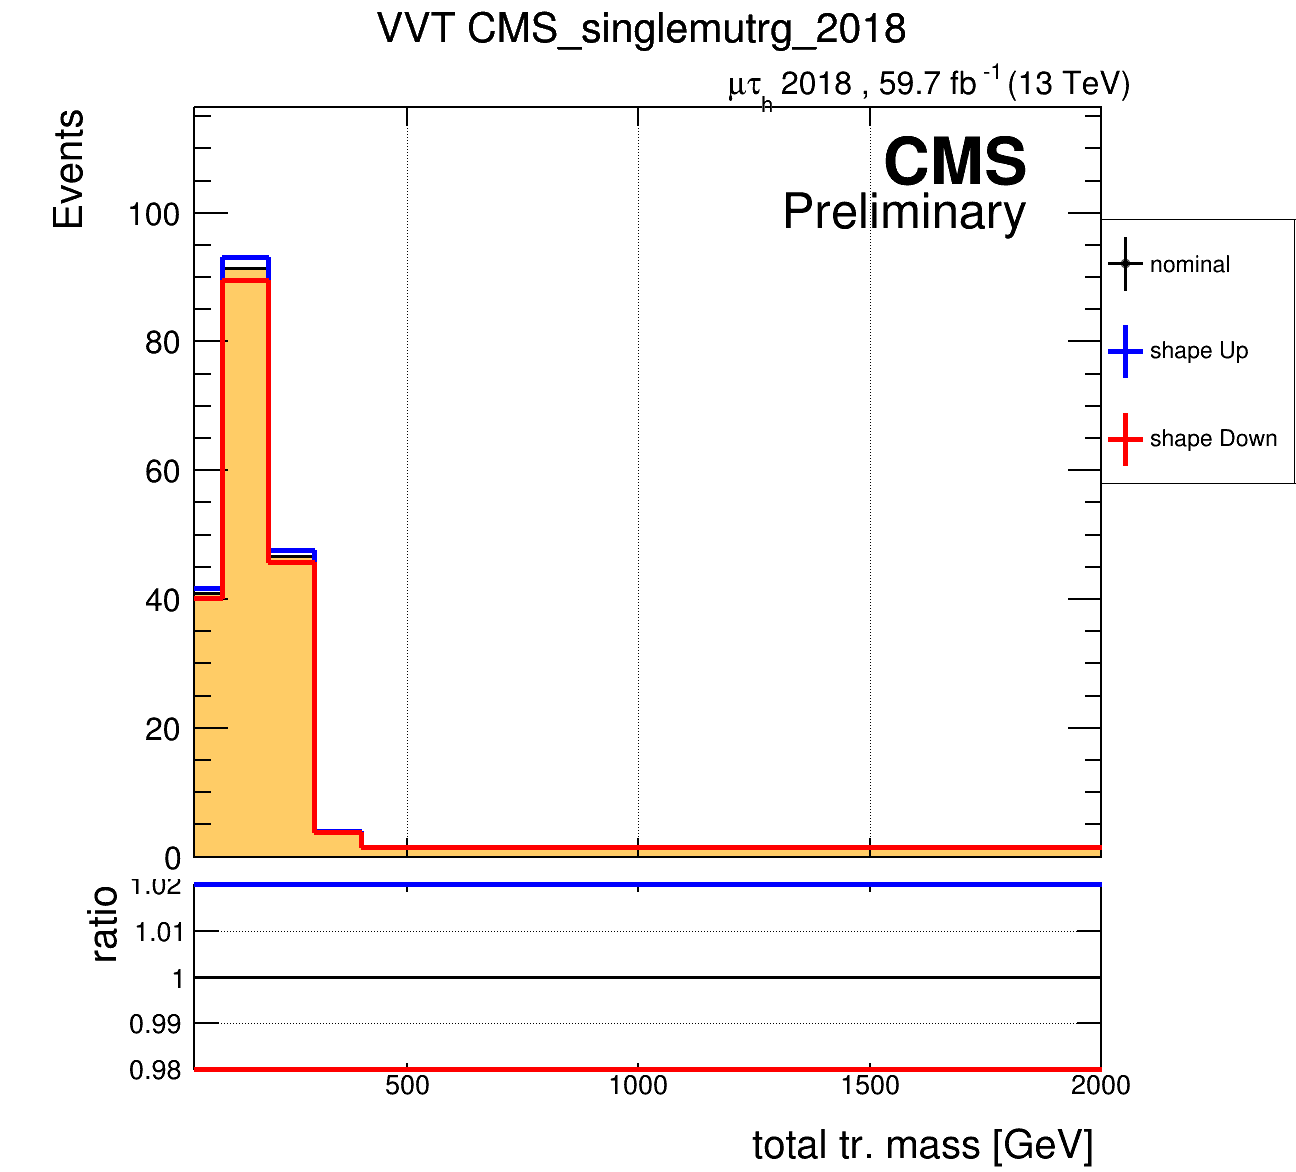 VVT CMS_singlemutrg_2018
μτh 2018 , 59.7 fb-1 (13 TeV)
Events
CMS
Preliminary
100
80
60
40
20
0
nominal
shape Up
shape Down
ratio
1.02
1.01
1
0.99
0.98
500 1000 1500 2000
total tr. mass [GeV]